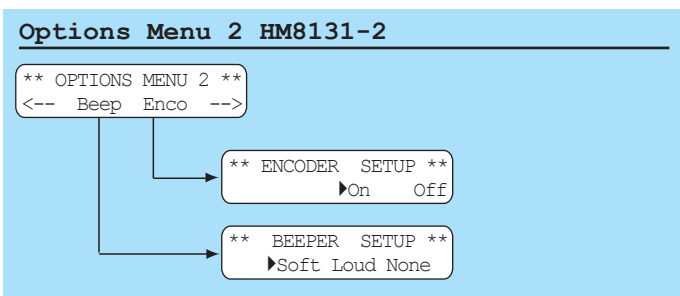 Options Menu 2 HM8131-2
** OPTIONS MENU 2 **
<-- Beep Enco -->
** ENCODER SETUP **
▶On Off
** BEEPER SETUP **
▶Soft Loud None